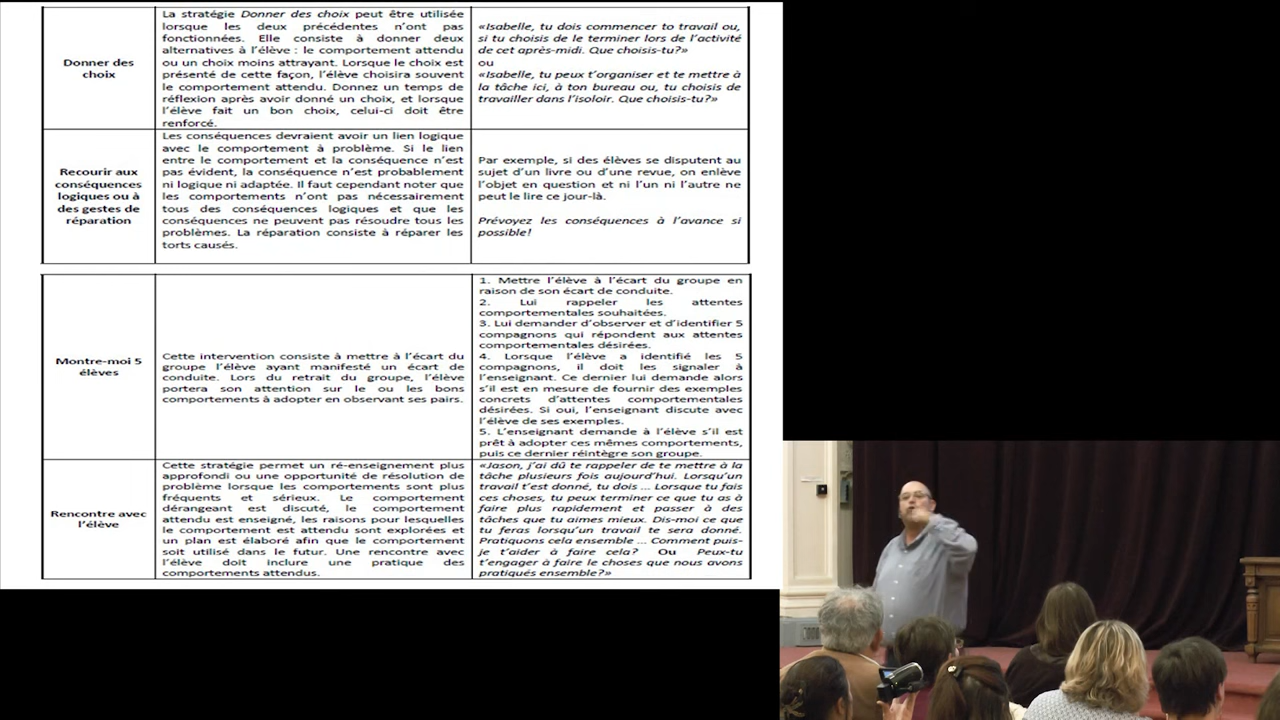 Donner des
choix
La stratégie Donner des choix peut être utilisée
lorsque les deux précédentes n'ont pas
fonctionnées. Elle consiste à donner deux
alternatives à l'élève : le comportement attendu
ou un choix moins attrayant. Lorsque le choix est
présenté de cette façon, l'élève choisira souvent
le comportement attendu. Donnez un temps de
réflexion après avoir donné un choix, et lorsque
l'élève fait un bon choix, celui-ci doit être
renforcé.
«Isabelle, tu dois commencer to travail ou,
si tu choisis de le terminer lors de l'activité
de cet après-midi. Que choisis-tu?»
ou
«Isabelle, tu peux t'organiser et te mettre à
la tâche ici, à ton bureau ou, tu choisis de
travailler dans l'isoloir. Que choisis-tu?»
Recourir aux
conséquences
logiques ou à
des gestes de
réparation
Les conséquences devraient avoir un lien logique
avec le comportement à problème. Si le lien
entre le comportement et la conséquence n'est
pas évident, la conséquence n'est probablement
ni logique ni adaptée. Il faut cependant noter que
les comportements n'ont pas nécessairement
tous des conséquences logiques et que les
conséquences ne peuvent pas résoudre tous les
problèmes. La réparation consiste à réparer les
torts causés.
Par exemple, si des élèves se disputent au
sujet d'un livre ou d'une revue, on enlève
l'objet en question et ni l'un ni l'autre ne
peut le lire ce jour-là.
Prévoyez les conséquences à l'avance si
possible!
Montre-moi 5
élèves
Cette intervention consiste à mettre à l'écart du
groupe l'élève ayant manifesté un écart de
conduite. Lors du retrait du groupe, l'élève
portera son attention sur le ou les bons
comportements à adopter en observant ses pairs.
1. Mettre l'élève à l'écart du groupe en
raison de son écart de conduite.
2. Lui rappeler les attentes
comportementales souhaitées.
3. Lui demander d'observer et d'identifier 5
compagnons qui répondent aux attentes
comportementales désirées.
4. Lorsque l'élève a identifié les 5
compagnons, il doit les signaler à
l'enseignant. Ce dernier lui demande alors
s'il est en mesure de fournir des exemples
concrets d'attentes comportementales
désirées. Si oui, l'enseignant discute avec
l'élève de ses exemples.
5. L'enseignant demande à l'élève s'il est
prêt à adopter ces mêmes comportements,
puis ce dernier réintègre son groupe.
Rencontre avec
l'élève
Cette stratégie permet un ré-enseignement plus
approfondi ou une opportunité de résolution de
problème lorsque les comportements sont plus
fréquents et sérieux. Le comportement
dérangeant est discuté, le comportement
attendu est enseigné, les raisons pour lesquelles
le comportement est attendu sont explorées et
un plan est élaboré afin que le comportement
soit utilisé dans le futur. Une rencontre avec
l'élève doit inclure une pratique des
comportements attendus.
«Jason, j'ai dû te rappeler de te mettre à la
tâche plusieurs fois aujourd'hui. Lorsqu'un
travail t'est donné, tu dois ... Lorsque tu fais
ces choses, tu peux terminer ce que tu as à
faire plus rapidement et passer à des
tâches que tu aimes mieux. Dis-moi ce que
tu feras lorsqu'un travail te sera donné.
Pratiquons cela ensemble ... Comment puis-
je t'aider à faire cela? Ou Peux-tu
t'engager à faire le choses que nous avons
pratiqués ensemble?»